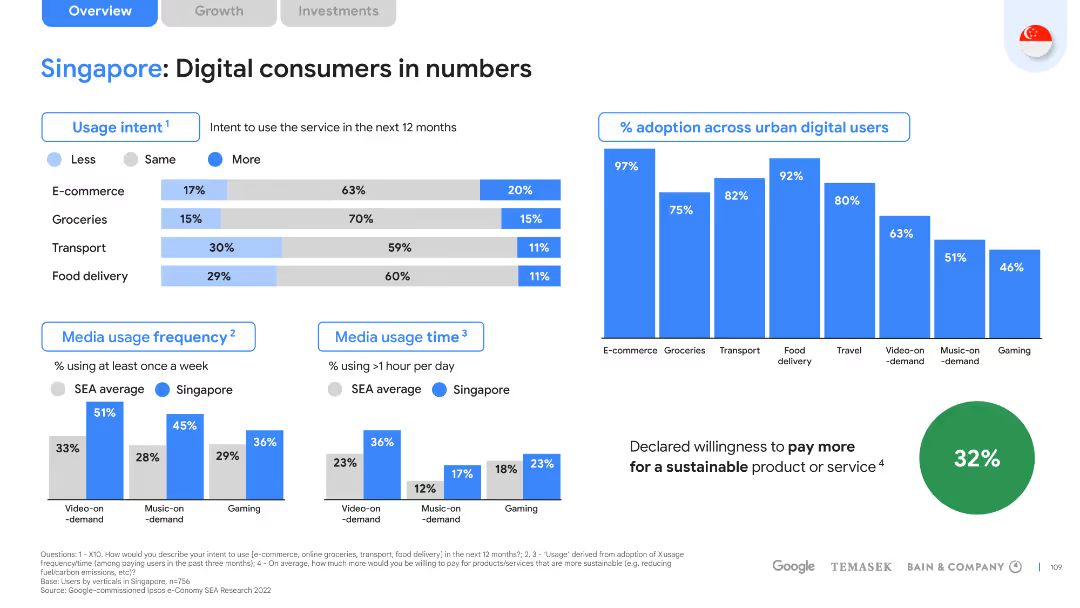 Overview
Growth
Investments
Singapore: Digital consumers in numbers
Usage intent 1
Intent to use the service in the next 12 months
Less
Same
More
E-commerce 17% 63% 20%
Groceries 15% 70% 15%
Transport 30% 59% 11%
Food delivery 29% 60% 11%
Media usage frequency 2
% using at least once a week
SEA average
Singapore
33% 51% 28% 45% 29% 36%
Video-on
-demand
Music-on
-demand
Gaming
Media usage time 3
% using >1 hour per day
SEA average
Singapore
23% 36% 12% 17% 18% 23%
Video-on
-demand
Music-on
-demand
Gaming
% adoption across urban digital users
97% 75% 82% 92% 80% 63% 51% 46%
E-commerce
Groceries
Transport
Food
delivery
Travel
Video-on
-demand
Music-on
-demand
Gaming
Declared willingness to pay more
for a sustainable product or service 4
32%
Questions: 1 - X10. How would you describe your intent to use [e-commerce, online groceries, transport, food delivery] in the next 12 months?; 2, 3 - 'Usage' derived from adoption of X usage
frequency/time (among paying users in the past three months); 4 - On average, how much more would you be willing to pay for products/services that are more sustainable (e.g. reducing
fuel/carbon emissions, etc)?
Base: Users by verticals in Singapore, n=756
Source: Google-commissioned Ipsos e-Conomy SEA Research 2022
Google TEMASEK BAIN & COMPANY | 109